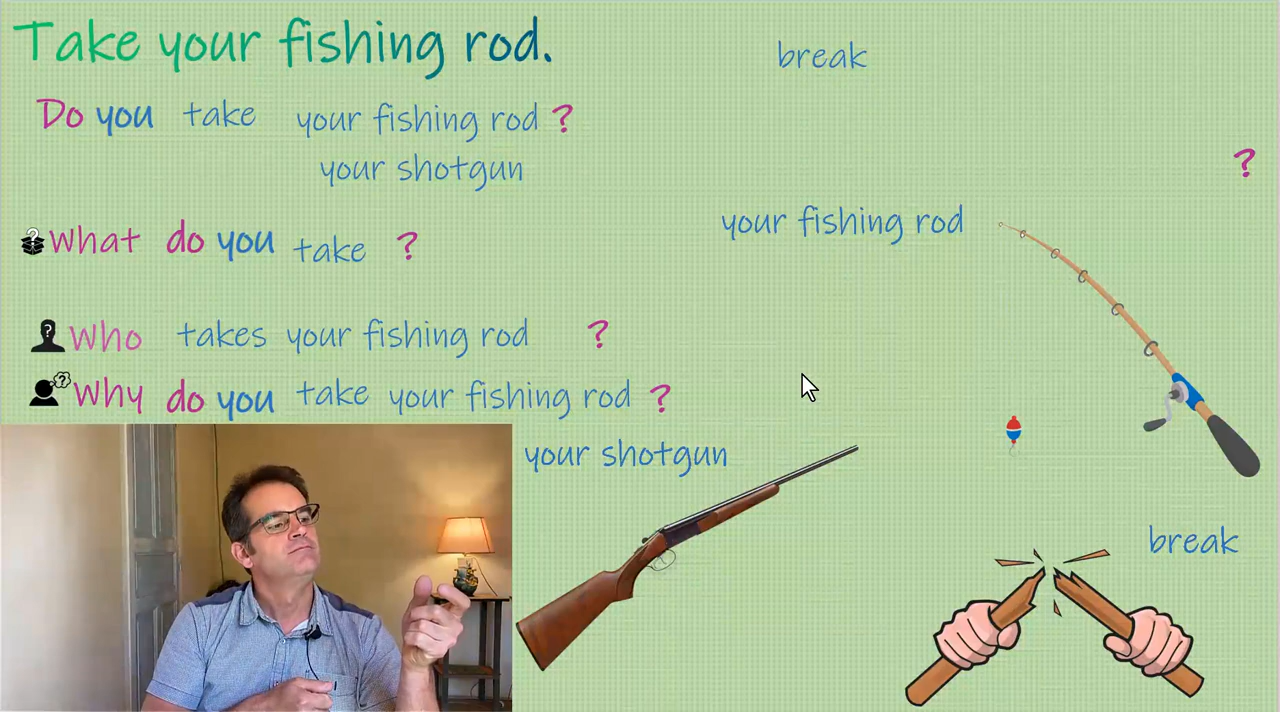 Take your fishing rod.
break
Do you take your fishing rod ?
your shotgun
?
your fishing rod
What do you take ?
Who takes your fishing rod ?
Why do you take your fishing rod ?
your shotgun
break